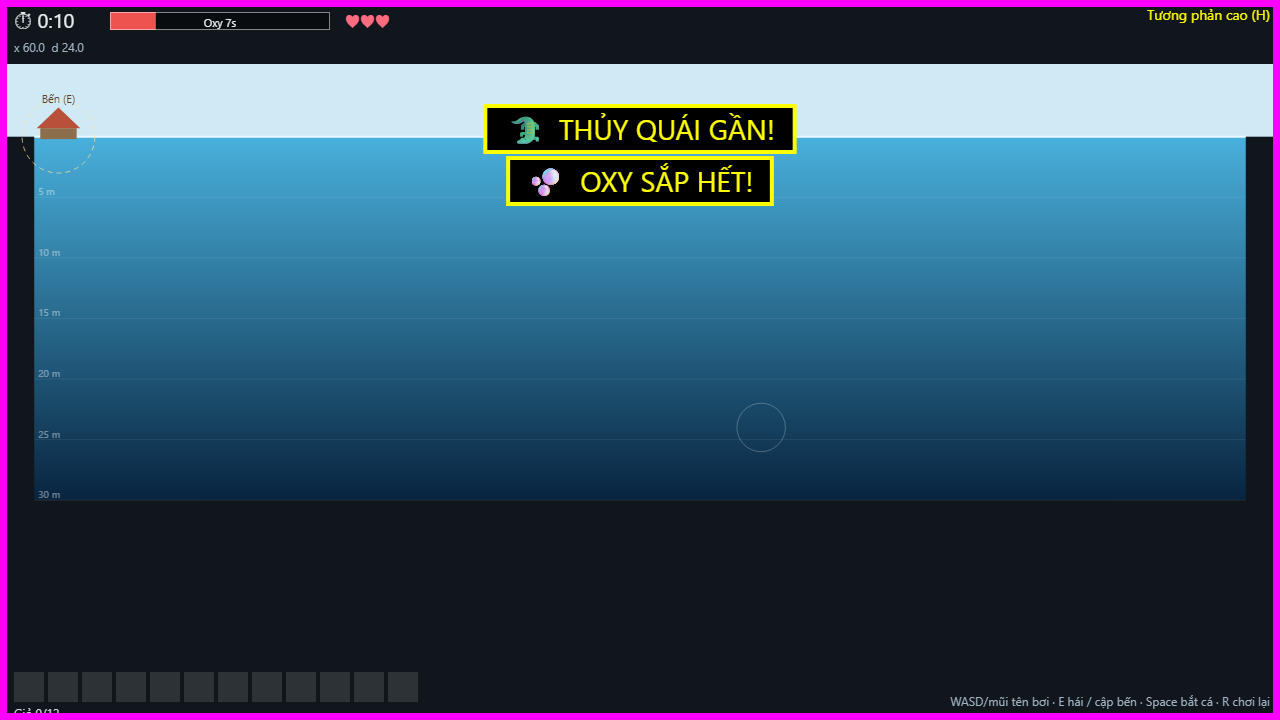 0:10
Oxy 7s
Tương phản cao (H)
x 60.0 d 24.0
Bến (E)
THỦY QUÁI GẦN!
OXY SẮP HẾT!
5 m
10 m
15 m
20 m
25 m
30 m
WASD/mũi tên bơi · E hái / cập bến · Space bắt cá · R chơi lại
Giỏ 0/12